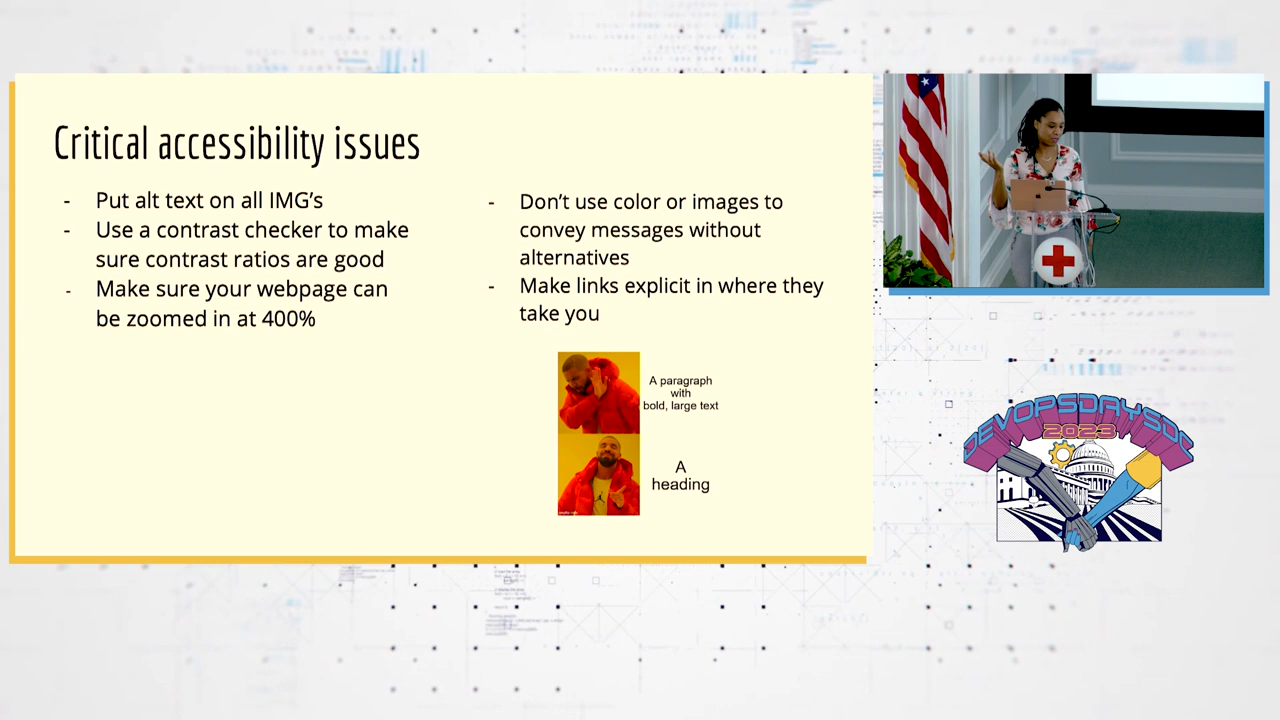 Critical accessibility issues
- Put alt text on all IMG’s
- Use a contrast checker to make
sure contrast ratios are good
- Make sure your webpage can
be zoomed in at 400%
- Don’t use color or images to
convey messages without
alternatives
- Make links explicit in where they
take you
A paragraph
with
bold, large text
A
heading
DEVOPSDAYSDC
2023